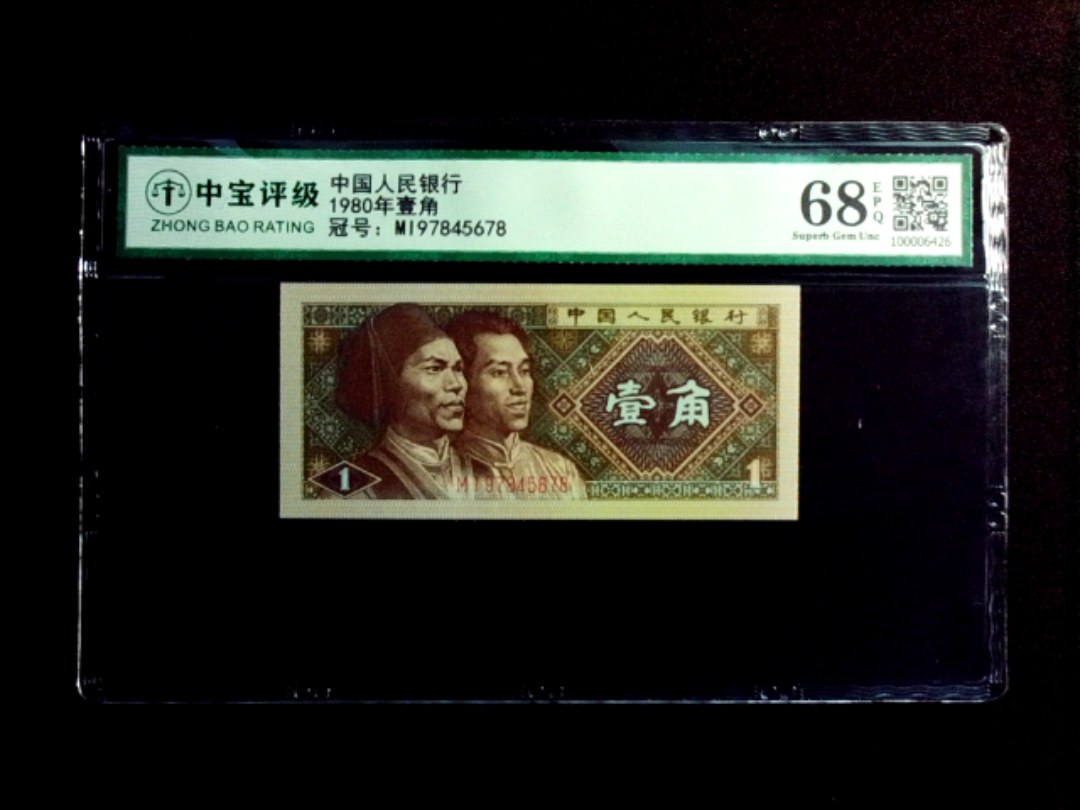 中宝评级
ZHONG BAO RATING
中国人民银行
1980年壹角
冠号：MI97845678
68
EPQ
Superb Gem Unc
100006426
中国人民银行
壹角
1
MI97845678
1